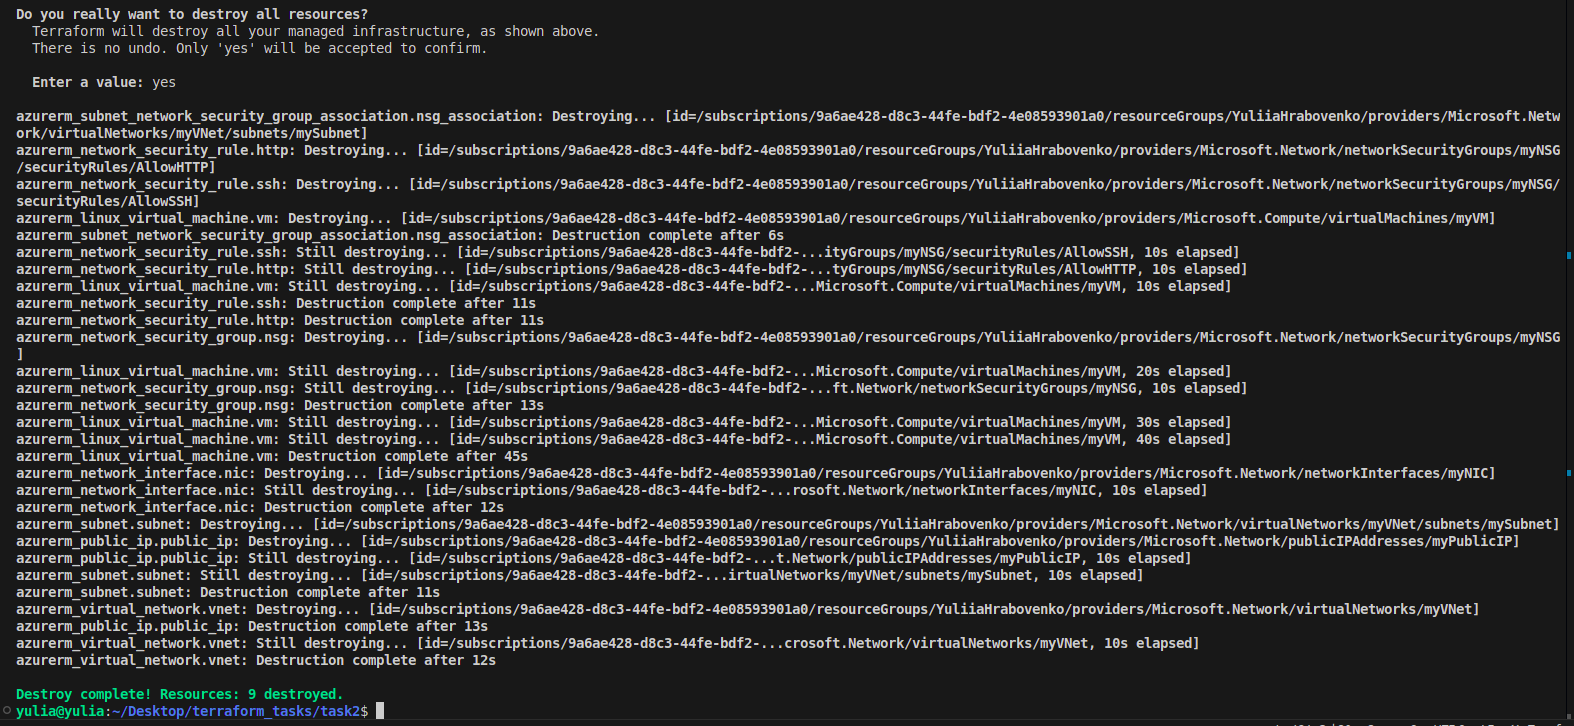 Do you really want to destroy all resources?
  Terraform will destroy all your managed infrastructure, as shown above.
  There is no undo. Only 'yes' will be accepted to confirm.

  Enter a value: yes

azurerm_subnet_network_security_group_association.nsg_association: Destroying... [id=/subscriptions/9a6ae428-d8c3-44fe-bdf2-4e08593901a0/resourceGroups/YuliiaHrabovenko/providers/Microsoft.Netw
ork/virtualNetworks/myVNet/subnets/mySubnet]
azurerm_network_security_rule.http: Destroying... [id=/subscriptions/9a6ae428-d8c3-44fe-bdf2-4e08593901a0/resourceGroups/YuliiaHrabovenko/providers/Microsoft.Network/networkSecurityGroups/myNSG
/securityRules/AllowHTTP]
azurerm_network_security_rule.ssh: Destroying... [id=/subscriptions/9a6ae428-d8c3-44fe-bdf2-4e08593901a0/resourceGroups/YuliiaHrabovenko/providers/Microsoft.Network/networkSecurityGroups/myNSG/
securityRules/AllowSSH]
azurerm_linux_virtual_machine.vm: Destroying... [id=/subscriptions/9a6ae428-d8c3-44fe-bdf2-4e08593901a0/resourceGroups/YuliiaHrabovenko/providers/Microsoft.Compute/virtualMachines/myVM]
azurerm_subnet_network_security_group_association.nsg_association: Destruction complete after 6s
azurerm_network_security_rule.ssh: Still destroying... [id=/subscriptions/9a6ae428-d8c3-44fe-bdf2-...ityGroups/myNSG/securityRules/AllowSSH, 10s elapsed]
azurerm_network_security_rule.http: Still destroying... [id=/subscriptions/9a6ae428-d8c3-44fe-bdf2-...tyGroups/myNSG/securityRules/AllowHTTP, 10s elapsed]
azurerm_linux_virtual_machine.vm: Still destroying... [id=/subscriptions/9a6ae428-d8c3-44fe-bdf2-...Microsoft.Compute/virtualMachines/myVM, 10s elapsed]
azurerm_network_security_rule.ssh: Destruction complete after 11s
azurerm_network_security_rule.http: Destruction complete after 11s
azurerm_network_security_group.nsg: Destroying... [id=/subscriptions/9a6ae428-d8c3-44fe-bdf2-4e08593901a0/resourceGroups/YuliiaHrabovenko/providers/Microsoft.Network/networkSecurityGroups/myNSG
]
azurerm_linux_virtual_machine.vm: Still destroying... [id=/subscriptions/9a6ae428-d8c3-44fe-bdf2-...Microsoft.Compute/virtualMachines/myVM, 20s elapsed]
azurerm_network_security_group.nsg: Still destroying... [id=/subscriptions/9a6ae428-d8c3-44fe-bdf2-...ft.Network/networkSecurityGroups/myNSG, 10s elapsed]
azurerm_network_security_group.nsg: Destruction complete after 13s
azurerm_linux_virtual_machine.vm: Still destroying... [id=/subscriptions/9a6ae428-d8c3-44fe-bdf2-...Microsoft.Compute/virtualMachines/myVM, 30s elapsed]
azurerm_linux_virtual_machine.vm: Still destroying... [id=/subscriptions/9a6ae428-d8c3-44fe-bdf2-...Microsoft.Compute/virtualMachines/myVM, 40s elapsed]
azurerm_linux_virtual_machine.vm: Destruction complete after 45s
azurerm_network_interface.nic: Destroying... [id=/subscriptions/9a6ae428-d8c3-44fe-bdf2-4e08593901a0/resourceGroups/YuliiaHrabovenko/providers/Microsoft.Network/networkInterfaces/myNIC]
azurerm_network_interface.nic: Still destroying... [id=/subscriptions/9a6ae428-d8c3-44fe-bdf2-...rosoft.Network/networkInterfaces/myNIC, 10s elapsed]
azurerm_network_interface.nic: Destruction complete after 12s
azurerm_subnet.subnet: Destroying... [id=/subscriptions/9a6ae428-d8c3-44fe-bdf2-4e08593901a0/resourceGroups/YuliiaHrabovenko/providers/Microsoft.Network/virtualNetworks/myVNet/subnets/mySubnet]
azurerm_public_ip.public_ip: Destroying... [id=/subscriptions/9a6ae428-d8c3-44fe-bdf2-4e08593901a0/resourceGroups/YuliiaHrabovenko/providers/Microsoft.Network/publicIPAddresses/myPublicIP]
azurerm_public_ip.public_ip: Still destroying... [id=/subscriptions/9a6ae428-d8c3-44fe-bdf2-...t.Network/publicIPAddresses/myPublicIP, 10s elapsed]
azurerm_subnet.subnet: Still destroying... [id=/subscriptions/9a6ae428-d8c3-44fe-bdf2-...irtualNetworks/myVNet/subnets/mySubnet, 10s elapsed]
azurerm_subnet.subnet: Destruction complete after 11s
azurerm_virtual_network.vnet: Destroying... [id=/subscriptions/9a6ae428-d8c3-44fe-bdf2-4e08593901a0/resourceGroups/YuliiaHrabovenko/providers/Microsoft.Network/virtualNetworks/myVNet]
azurerm_public_ip.public_ip: Destruction complete after 13s
azurerm_virtual_network.vnet: Still destroying... [id=/subscriptions/9a6ae428-d8c3-44fe-bdf2-...crosoft.Network/virtualNetworks/myVNet, 10s elapsed]
azurerm_virtual_network.vnet: Destruction complete after 12s

Destroy complete! Resources: 9 destroyed.
yulia@yulia:~/Desktop/terraform_tasks/task2$